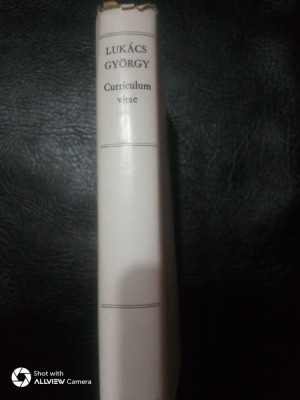 LUKÁCS
GYÖRGY
Curriculum
vitae
Shot with
ALLVIEW Camera